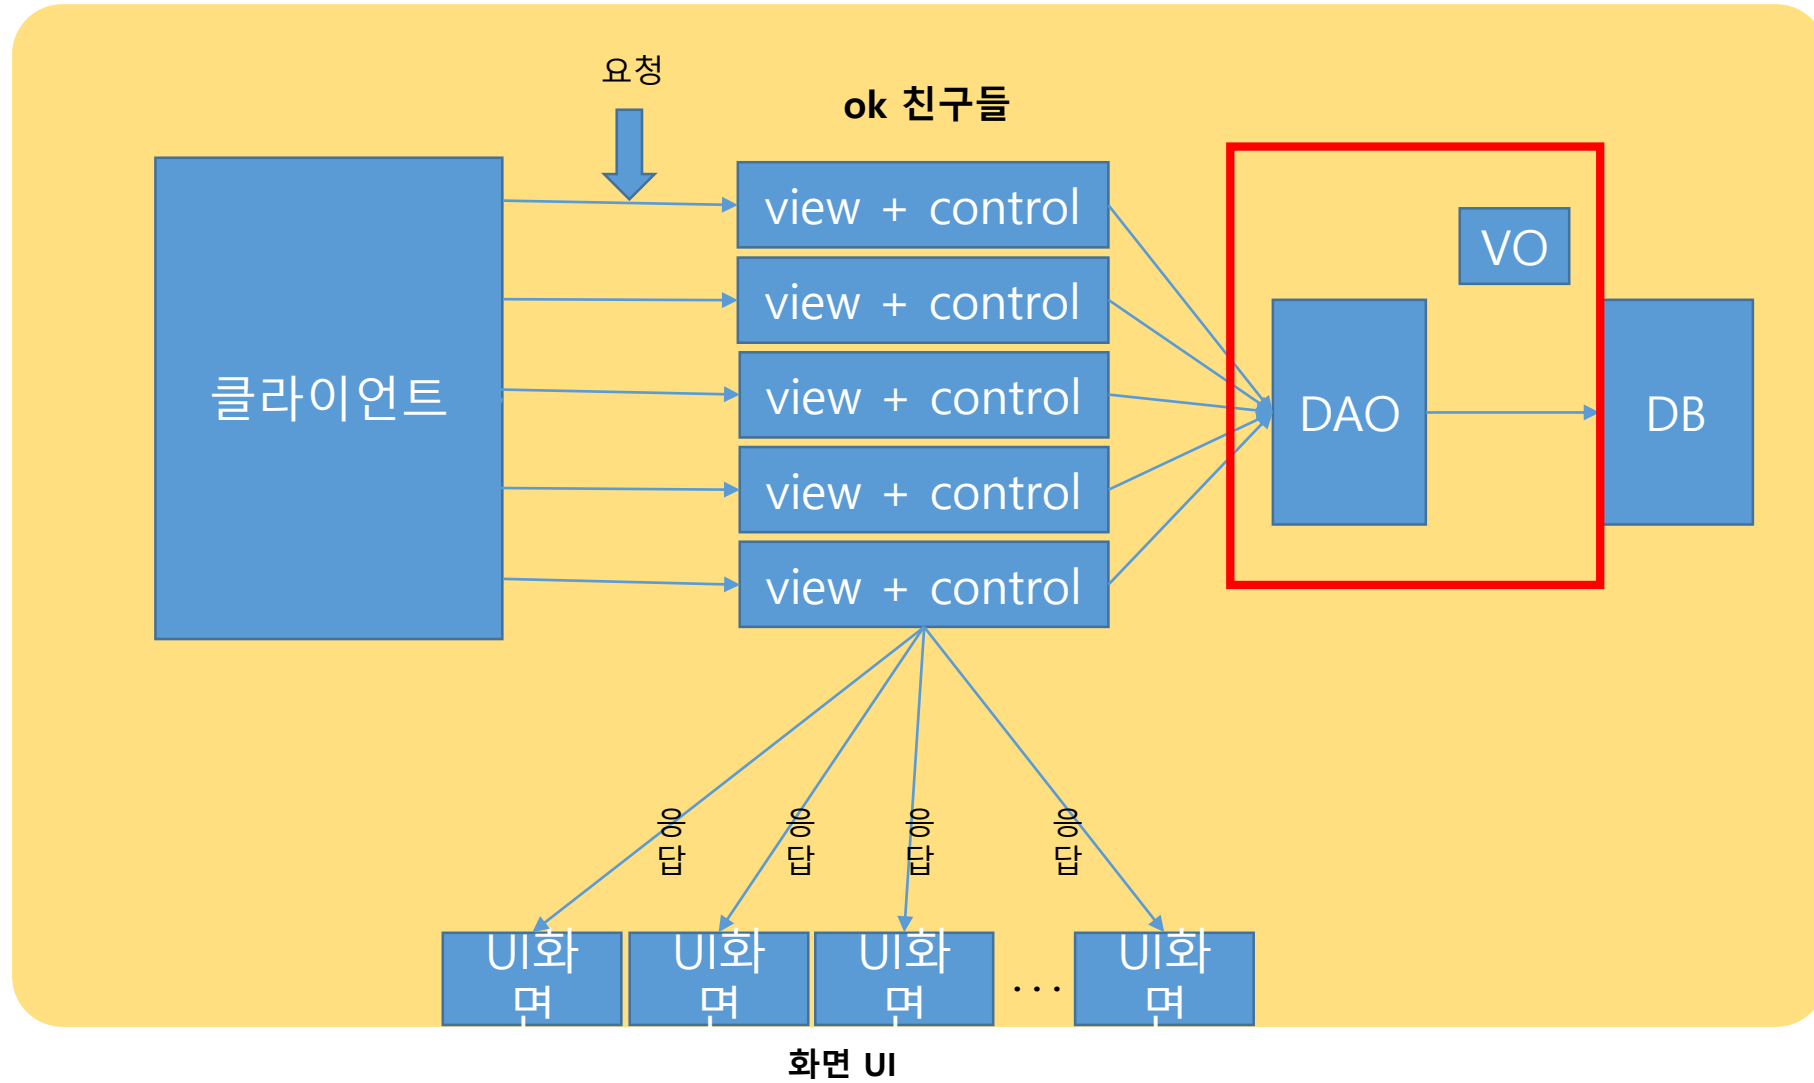 요청
ok 친구들
클라이언트
view + control
view + control
view + control
view + control
view + control
VO
DAO
DB
응
답
응
답
응
답
응
답
UI화
면
UI화
면
UI화
면
...
UI화
면
화면 UI